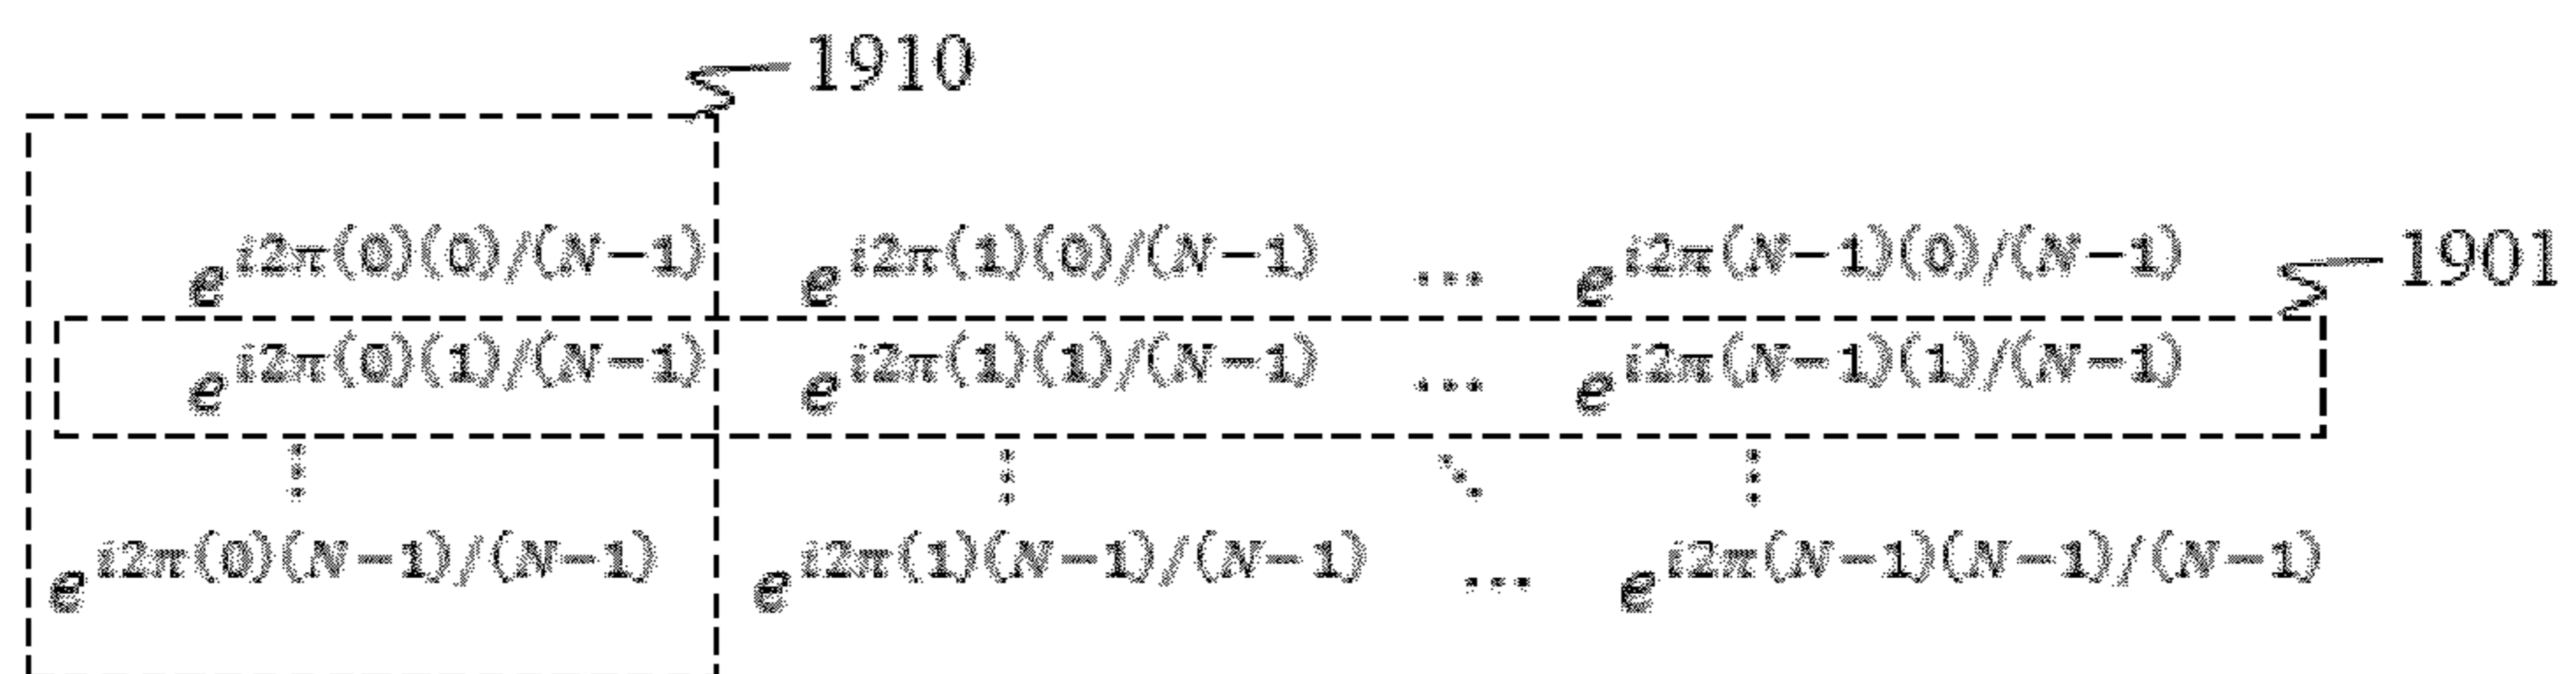 1910
e^{i2π(0)(0)/(N−1)} e^{i2π(1)(0)/(N−1)} ... e^{i2π(N−1)(0)/(N−1)} 1901
e^{i2π(0)(1)/(N−1)} e^{i2π(1)(1)/(N−1)} ... e^{i2π(N−1)(1)/(N−1)}
⋮ ⋮ ⋱ ⋮
e^{i2π(0)(N−1)/(N−1)} e^{i2π(1)(N−1)/(N−1)} ... e^{i2π(N−1)(N−1)/(N−1)}